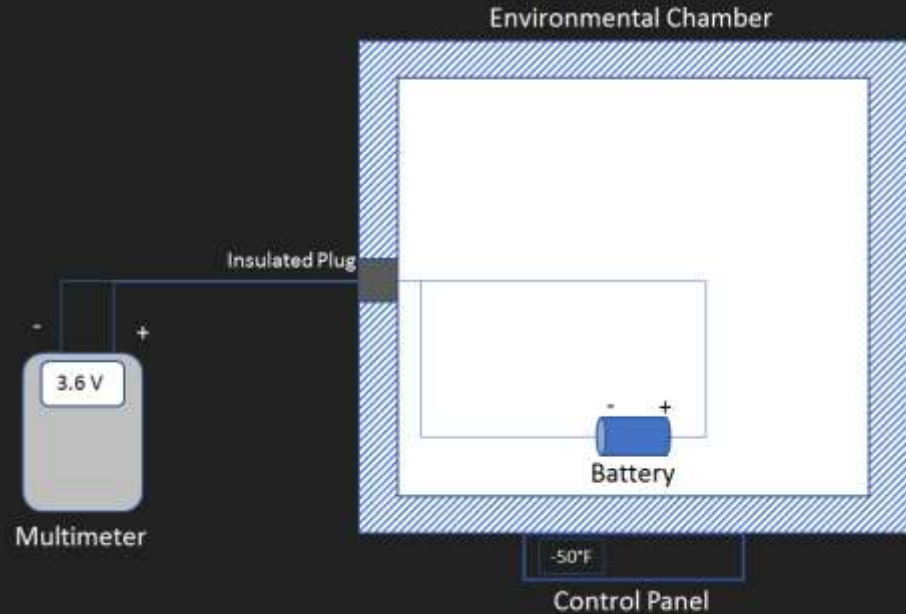 Environmental Chamber
Insulated Plug
- +
3.6 V
- +
Battery
Multimeter
-50°F
Control Panel